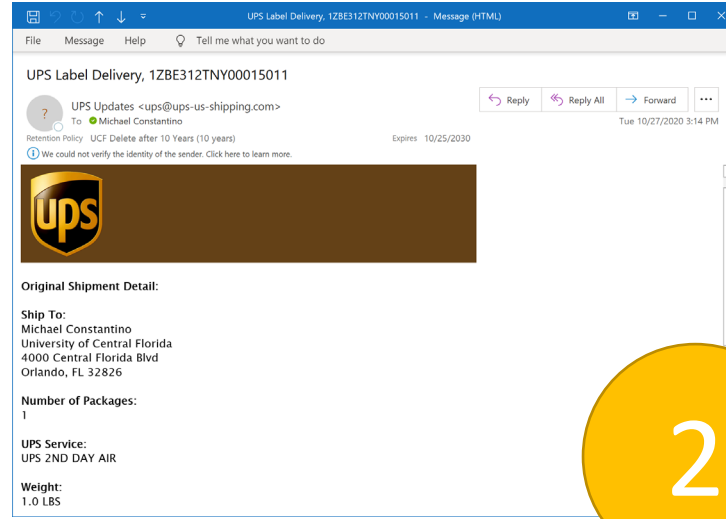 UPS Label Delivery, 1ZBE312TNY00015011 - Message (HTML)
File Message Help Tell me what you want to do
UPS Label Delivery, 1ZBE312TNY00015011
Reply Reply All Forward ...
? UPS Updates <ups@ups-us-shipping.com>
To Michael Constantino
Tue 10/27/2020 3:14 PM
Retention Policy UCF Delete after 10 Years (10 years) Expires 10/25/2030
i We could not verify the identity of the sender. Click here to learn more.
ups
Original Shipment Detail:
Ship To:
Michael Constantino
University of Central Florida
4000 Central Florida Blvd
Orlando, FL 32826
Number of Packages:
1
UPS Service:
UPS 2ND DAY AIR
Weight:
1.0 LBS
2